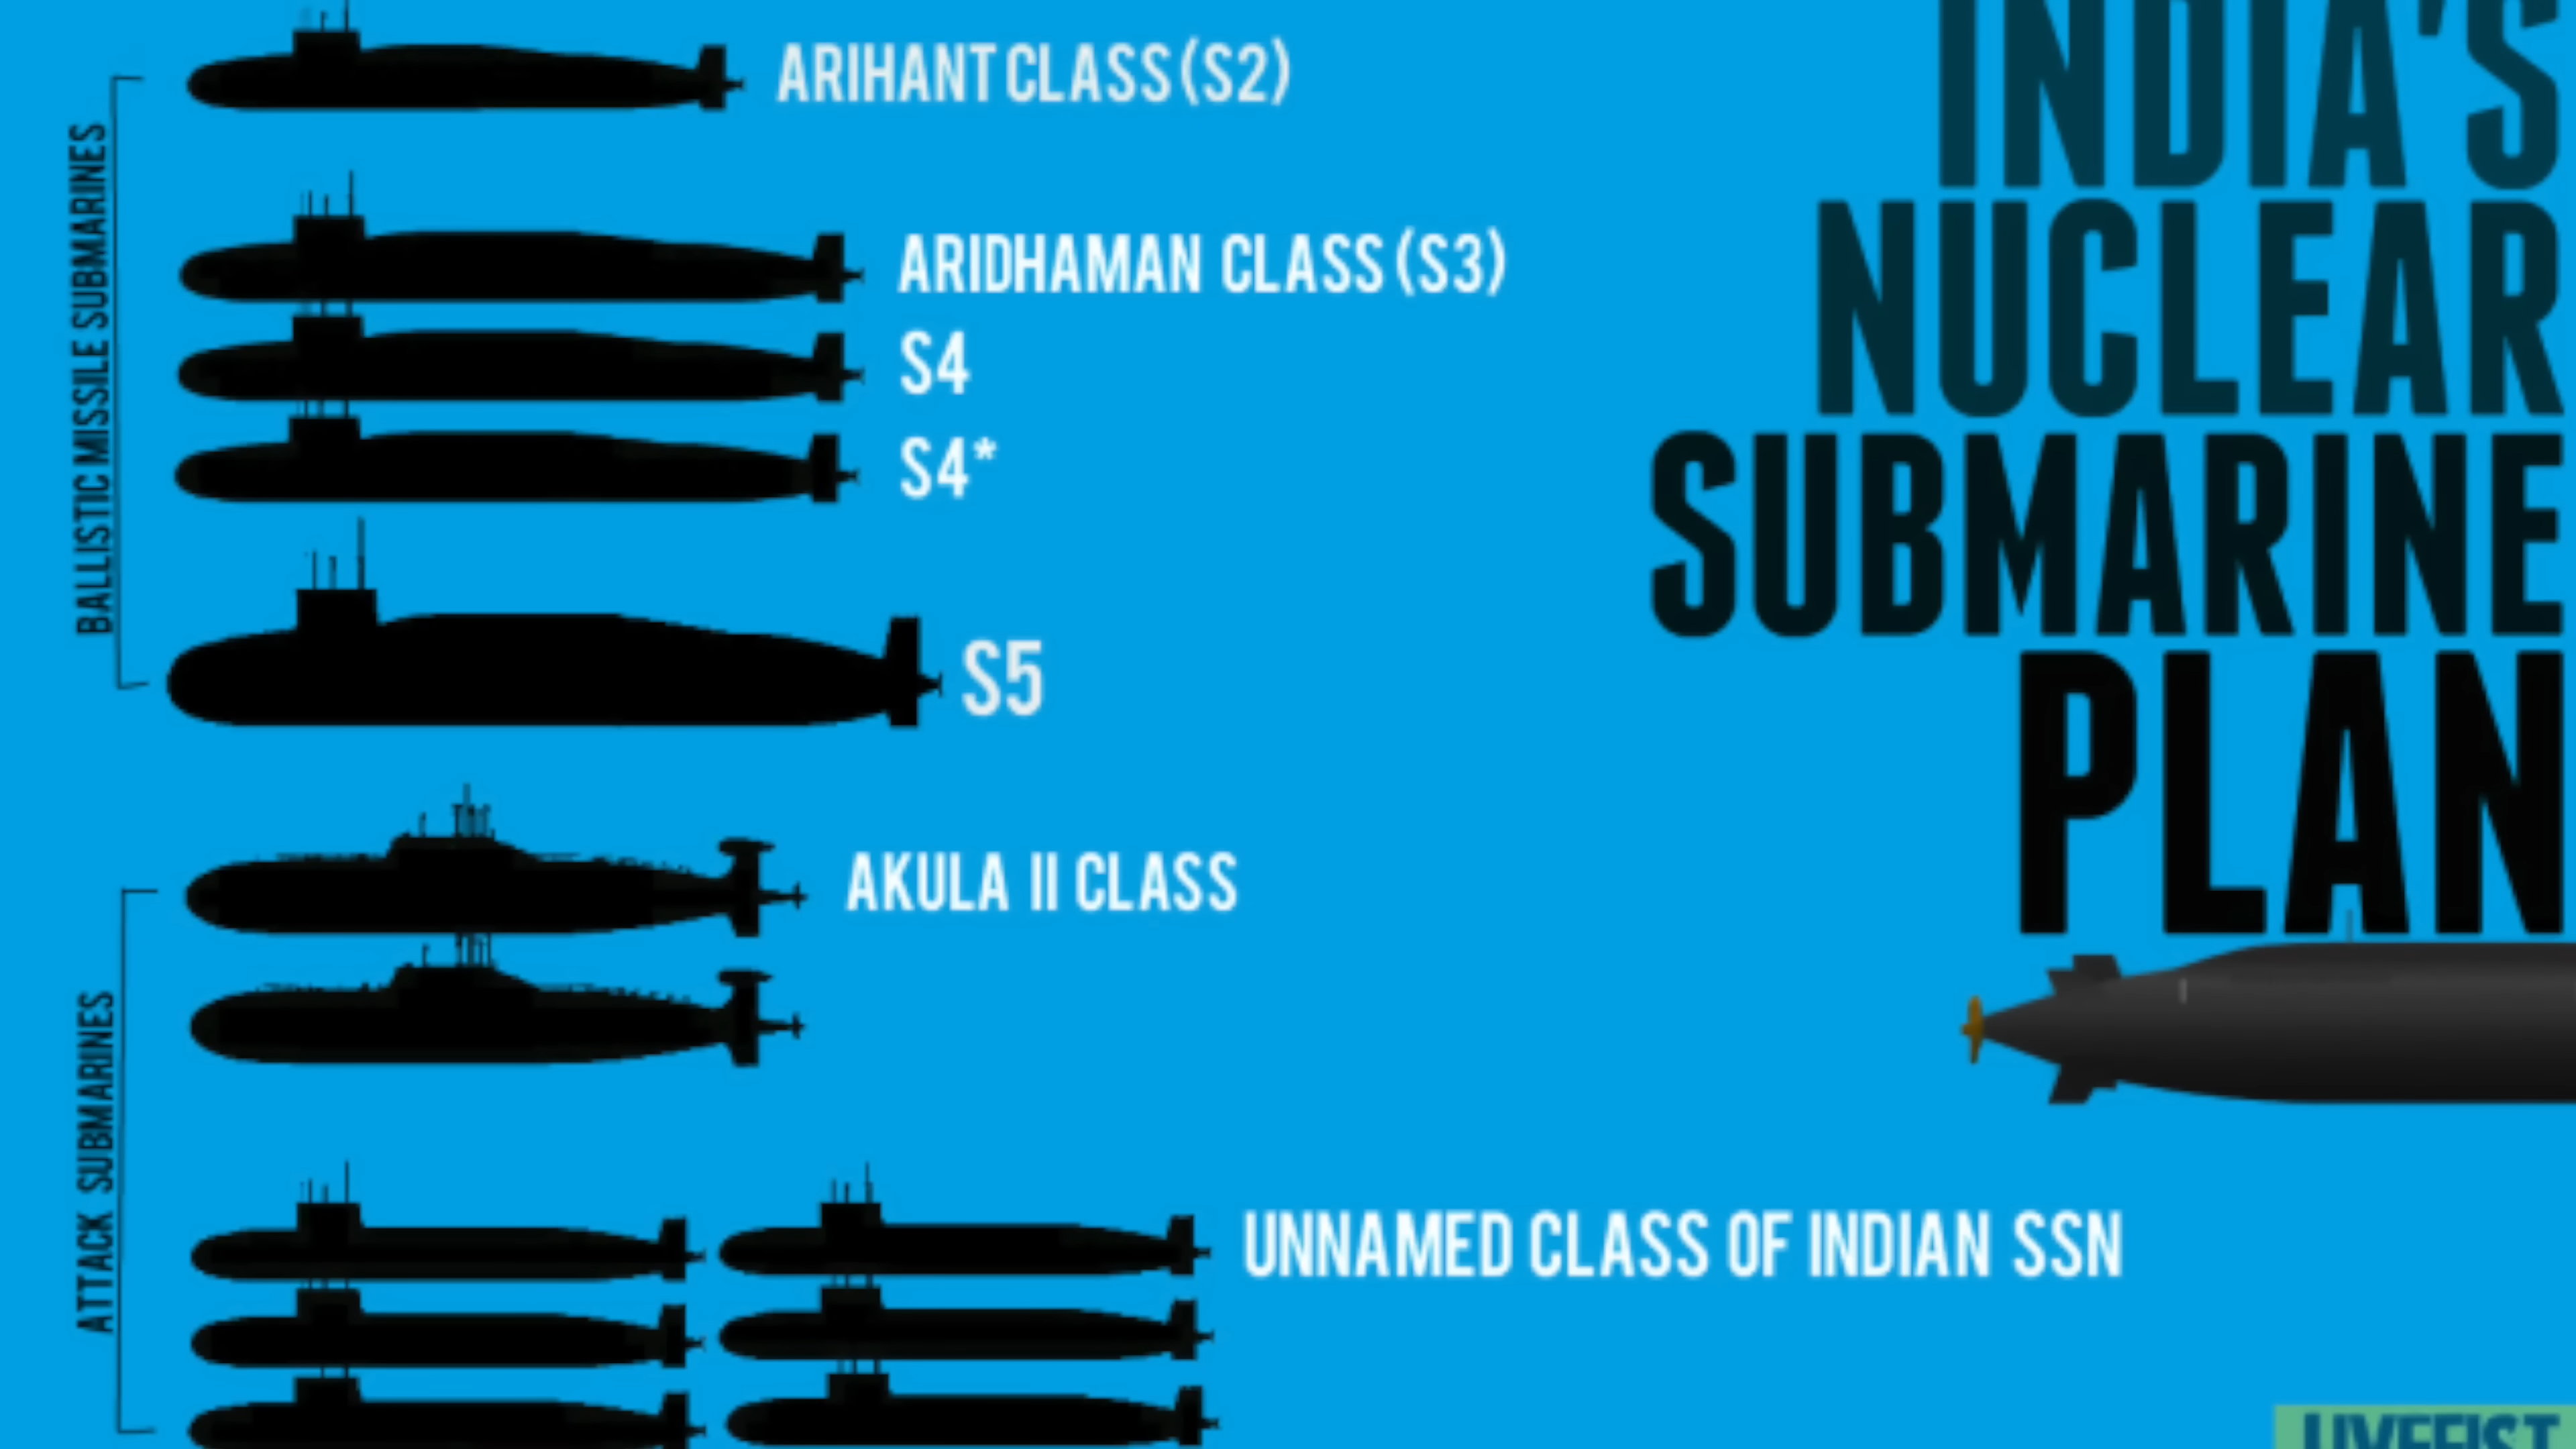 INDIA'S
NUCLEAR
SUBMARINE
PLAN
BALLISTIC MISSILE SUBMARINES
ARIHANT CLASS (S2)
ARIDHAMAN CLASS (S3)
S4
S4*
S5
ATTACK SUBMARINES
AKULA II CLASS
UNNAMED CLASS OF INDIAN SSN
LIVEFIST